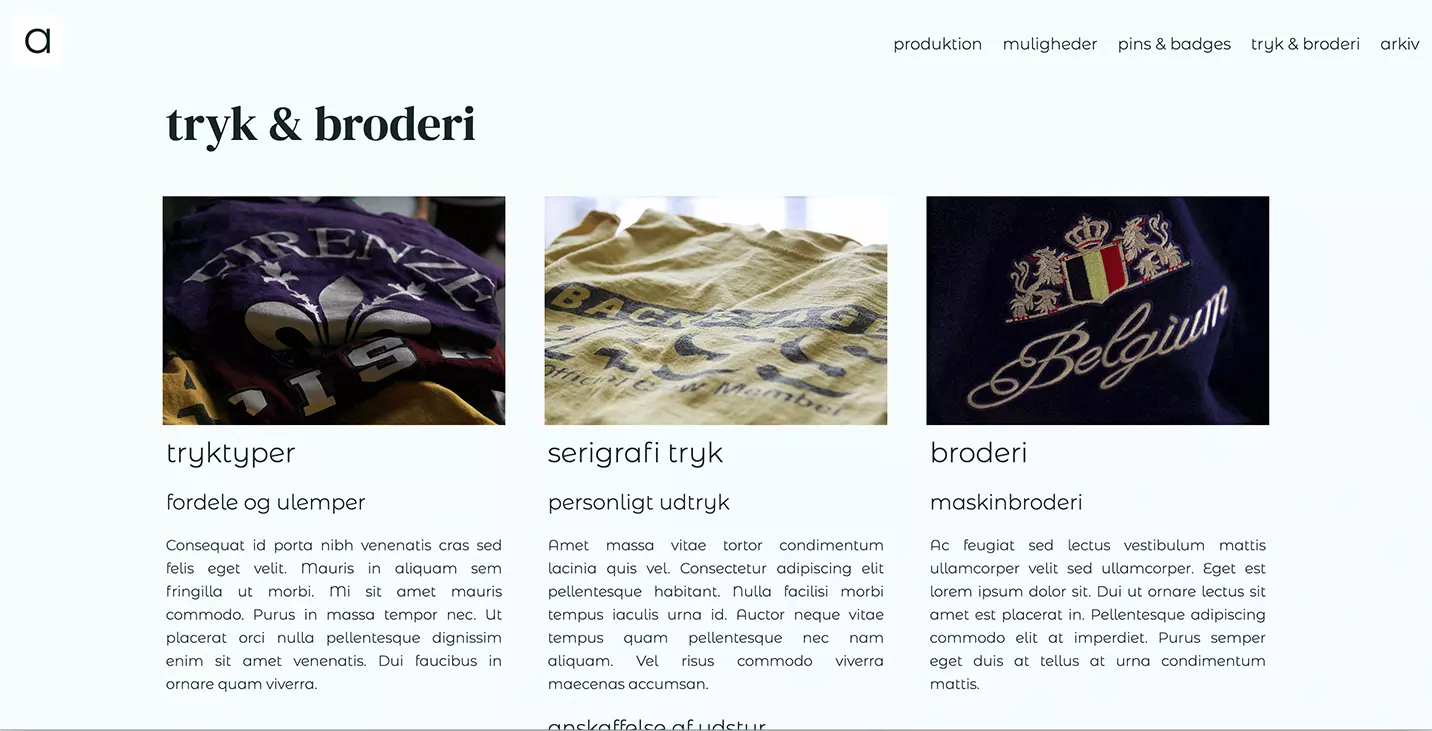 a
produktion muligheder pins & badges tryk & broderi arkiv
tryk & broderi
FIRENZE
IS
BACKSTAGE
Official Crew Member
Belgium
tryktyper
fordele og ulemper
Consequat id porta nibh venenatis cras sed
felis eget velit. Mauris in aliquam sem
fringilla ut morbi. Mi sit amet mauris
commodo. Purus in massa tempor nec. Ut
placerat orci nulla pellentesque dignissim
enim sit amet venenatis. Dui faucibus in
ornare quam viverra.
serigrafi tryk
personligt udtryk
Amet massa vitae tortor condimentum
lacinia quis vel. Consectetur adipiscing elit
pellentesque habitant. Nulla facilisi morbi
tempus iaculis urna id. Auctor neque vitae
tempus quam pellentesque nec nam
aliquam. Vel risus commodo viverra
maecenas accumsan.
anskaffelse af udstyr
broderi
maskinbroderi
Ac feugiat sed lectus vestibulum mattis
ullamcorper velit sed ullamcorper. Eget est
lorem ipsum dolor sit. Dui ut ornare lectus sit
amet est placerat in. Pellentesque adipiscing
commodo elit at imperdiet. Purus semper
eget duis at tellus at urna condimentum
mattis.